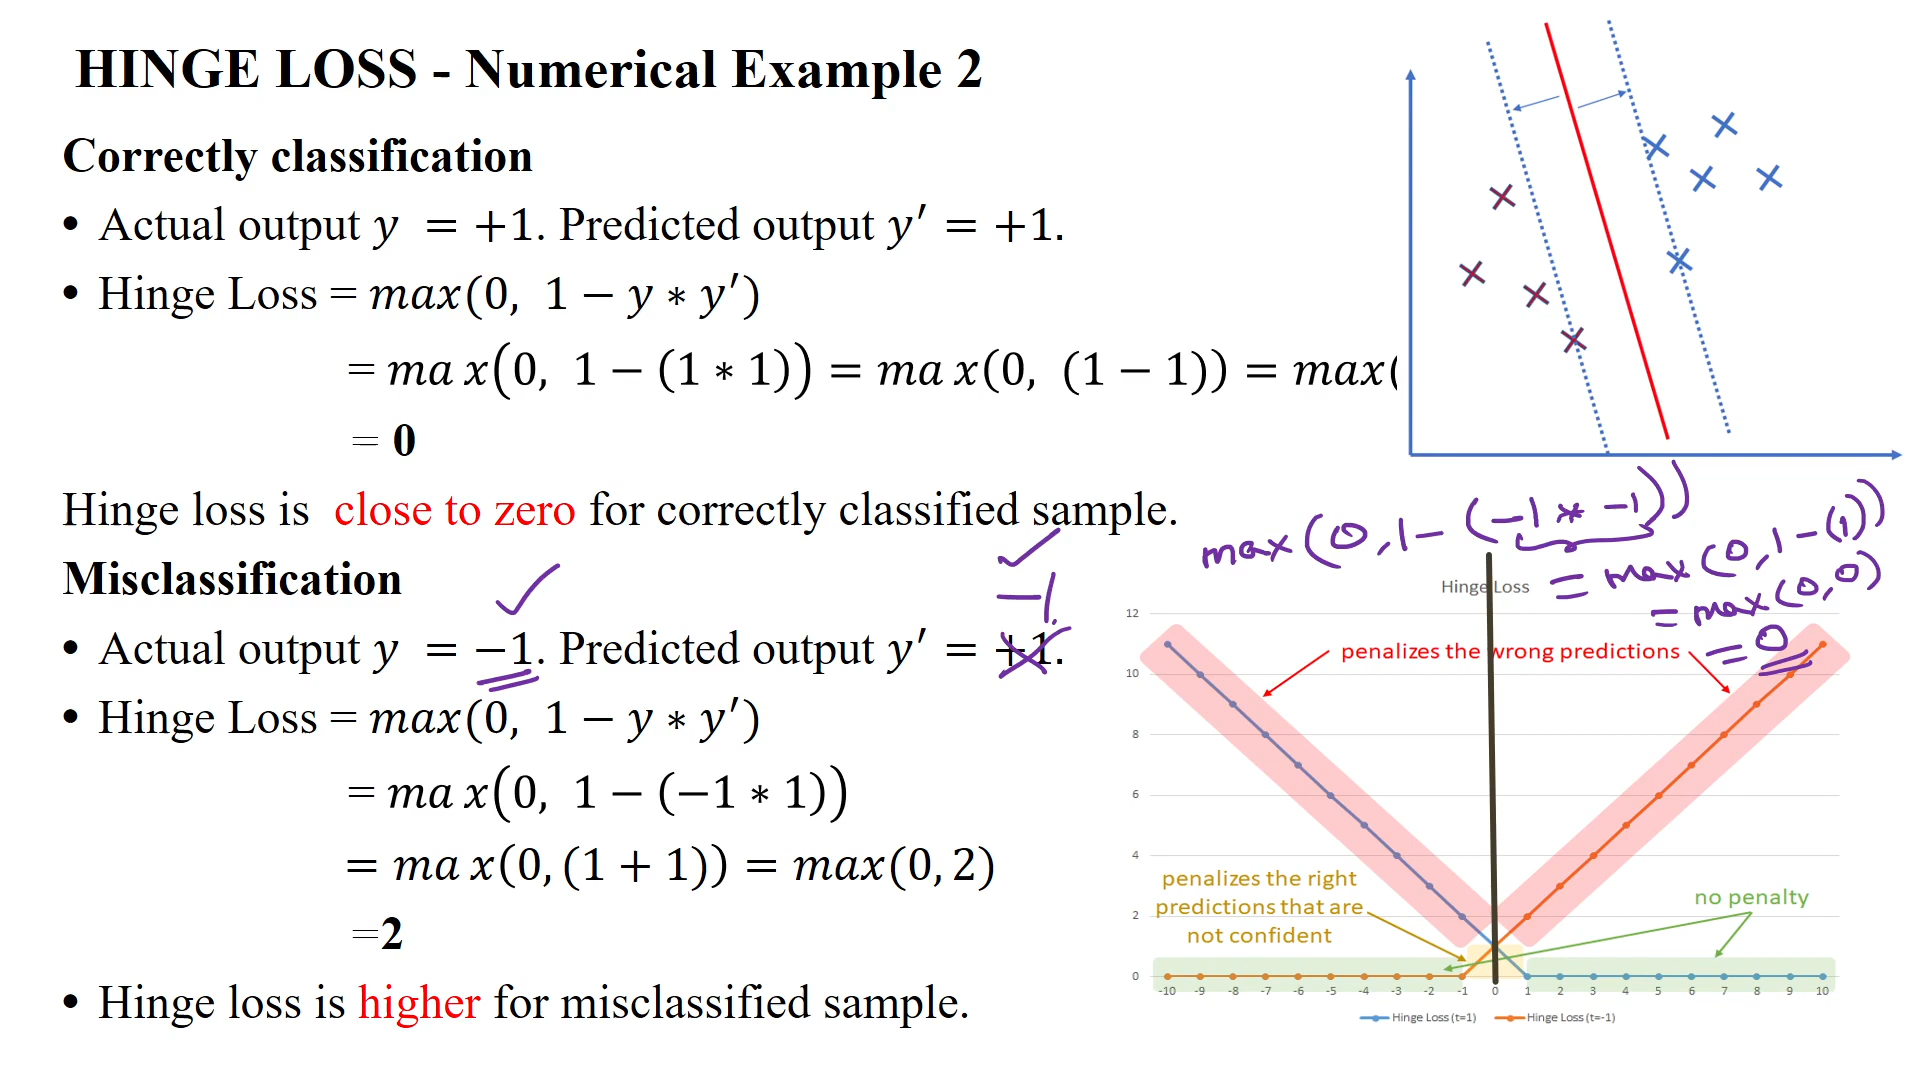 HINGE LOSS - Numerical Example 2
Correctly classification
• Actual output y = +1. Predicted output y′ = +1.
• Hinge Loss = max(0, 1 − y ∗ y′)
= ma x(0, 1 − (1 ∗ 1)) = ma x(0, (1 − 1)) = max(
= 0
Hinge loss is close to zero for correctly classified sample.
Misclassification
−1.
• Actual output y = −1. Predicted output y′ = +1.
• Hinge Loss = max(0, 1 − y ∗ y′)
= ma x(0, 1 − (−1 ∗ 1))
= ma x(0, (1 + 1)) = max(0, 2)
=2
• Hinge loss is higher for misclassified sample.
max(0, 1 − (−1 * −1))
= max(0, 1 − (1))
= max(0, 0)
= 0
Hinge Loss
penalizes the wrong predictions
penalizes the right
predictions that are
not confident
no penalty
12
10
8
6
4
2
0
-10 -9 -8 -7 -6 -5 -4 -3 -2 -1 0 1 2 3 4 5 6 7 8 9 10
Hinge Loss (t=1) Hinge Loss (t=-1)